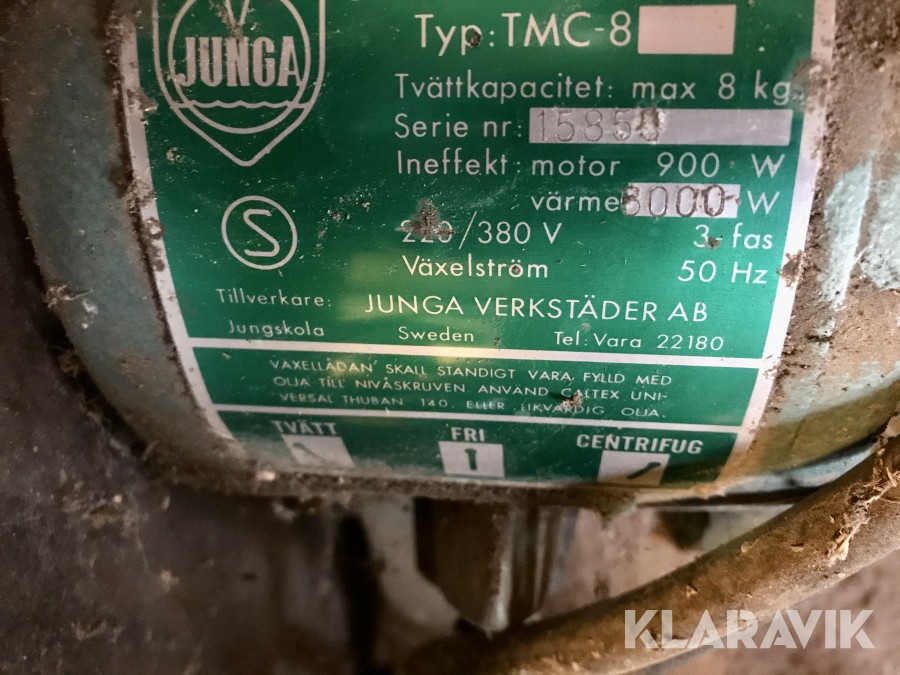 JUNGA
Typ: TMC-8
Tvättkapacitet: max 8 kg
Serie nr:
Ineffekt: motor 900 W
värme 3000 W
220/380 V 3-fas
Växelström 50 Hz
Tillverkare: JUNGA VERKSTÄDER AB
Jungskola Sweden Tel: Vara 22180
VÄXELLÅDAN SKALL STÄNDIGT VARA FYLLD MED
OLJA TILL NIVÅSKRUVEN. ANVÄND CALTEX UNI-
VERSAL THUBAN 140. ELLER LIKVÄRDIG OLJA.
TVÄTT FRI CENTRIFUG
KLARAVIK